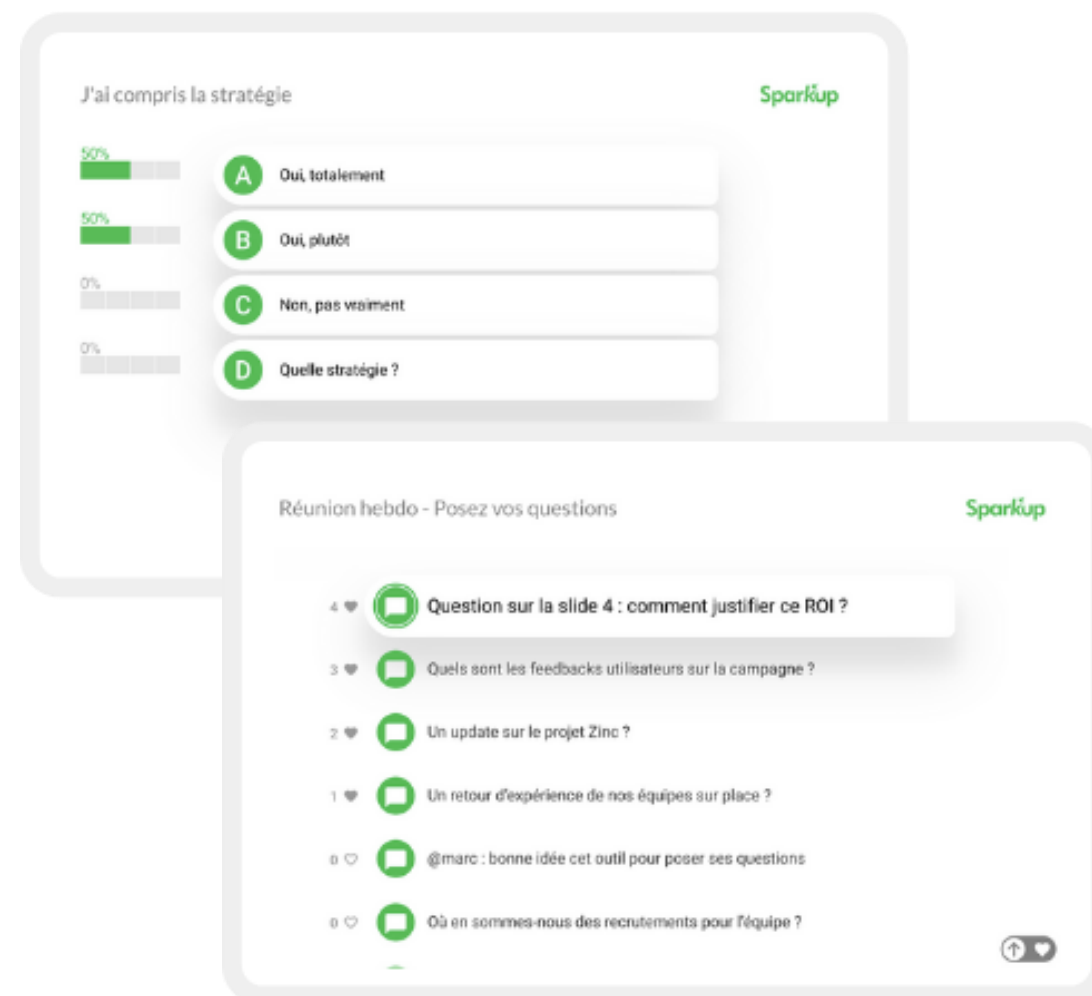 J'ai compris la stratégie
Sparkup
50%
A Oui, totalement
50%
B Oui, plutôt
0%
C Non, pas vraiment
0%
D Quelle stratégie ?
Réunion hebdo - Posez vos questions
Sparkup
4 Question sur la slide 4 : comment justifier ce ROI ?
3 Quels sont les feedbacks utilisateurs sur la campagne ?
2 Un update sur le projet Zinc ?
1 Un retour d'expérience de nos équipes sur place ?
0 @marc : bonne idée cet outil pour poser ses questions
0 Où en sommes-nous des recrutements pour l'équipe ?